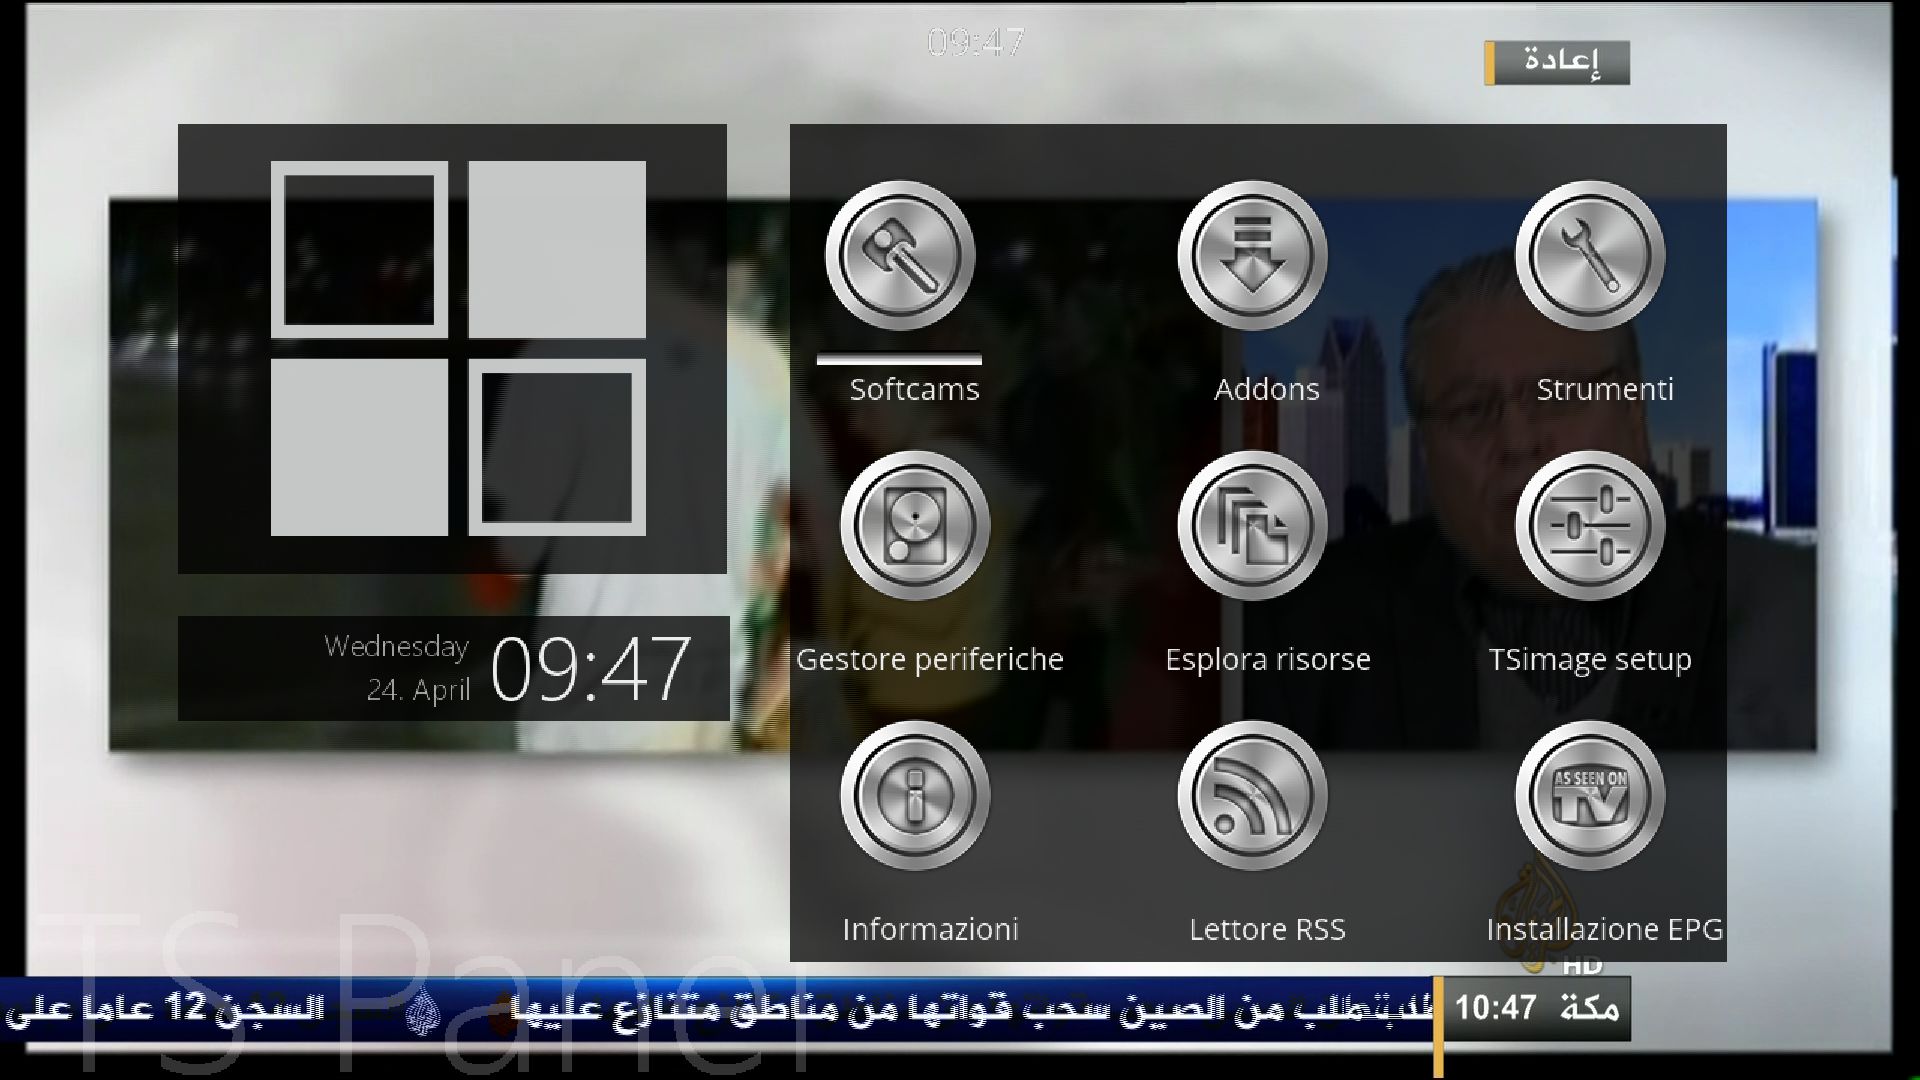 09:47
إعادة
Softcams
Addons
Strumenti
Gestore periferiche
Esplora risorse
TSimage setup
Wednesday
24. April
09:47
AS SEEN ON
TV
Informazioni
Lettore RSS
Installazione EPG
HD
TS Panel
تطلب من الصين سحب قواتها من مناطق متنازع عليها
السجن 12 عاما على
مكة 10:47